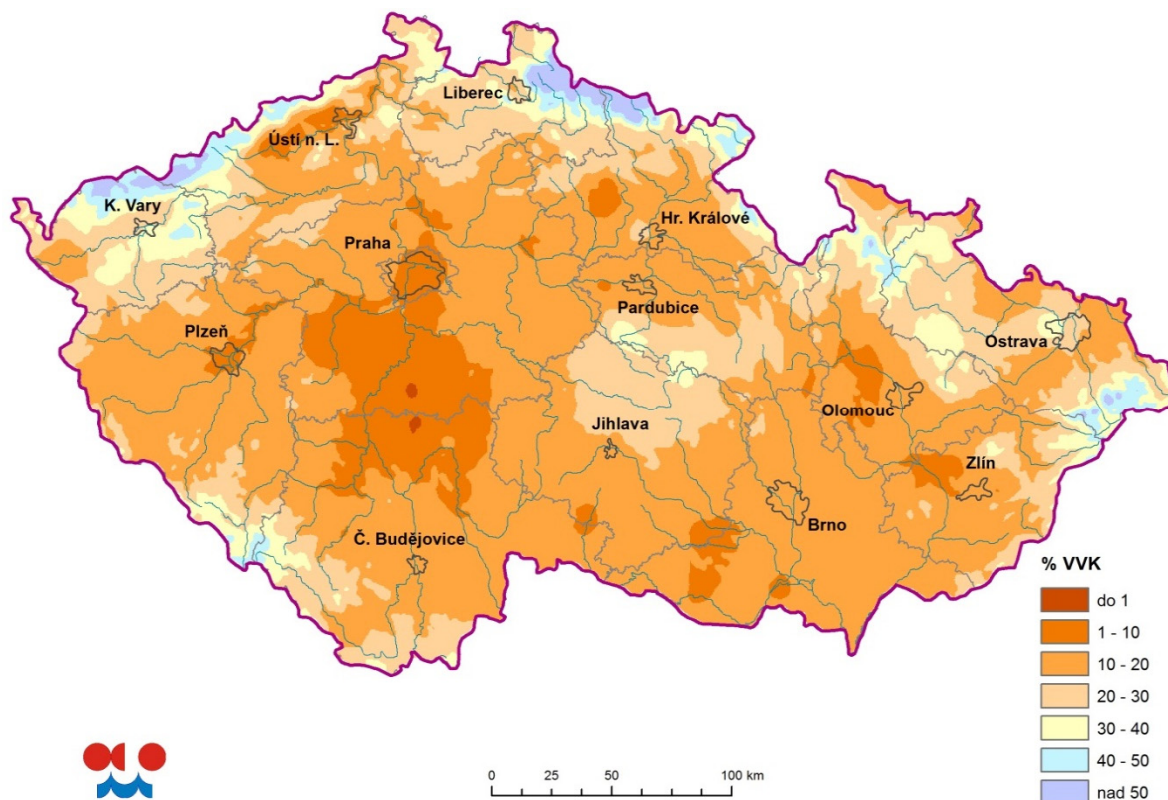 Liberec
Ústí n. L.
K. Vary
Praha
Hr. Králové
Pardubice
Plzeň
Ostrava
Olomouc
Jihlava
Zlín
Brno
Č. Budějovice
% VVK
do 1
1 - 10
10 - 20
20 - 30
30 - 40
40 - 50
nad 50
0 25 50 100 km